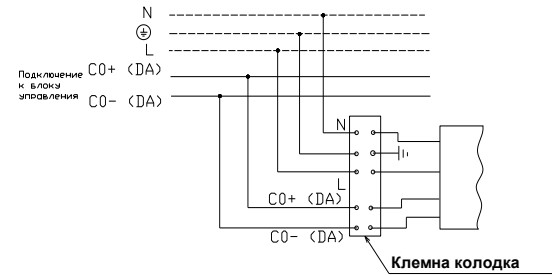 N
L
Подключение
к блоку
управления
CO+ (DA)
CO- (DA)
N
L
CO+ (DA)
CO- (DA)
Клемна колодка